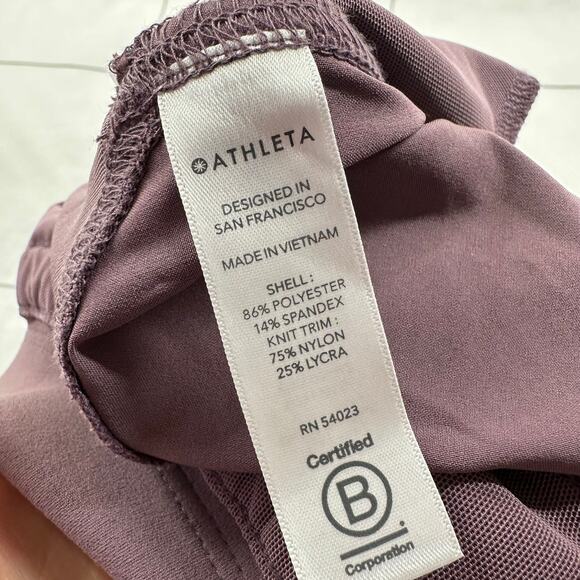 ATHLETA
DESIGNED IN
SAN FRANCISCO
MADE IN VIETNAM
SHELL :
86% POLYESTER
14% SPANDEX
KNIT TRIM :
75% NYLON
25% LYCRA
RN 54023
Certified
B
Corporation